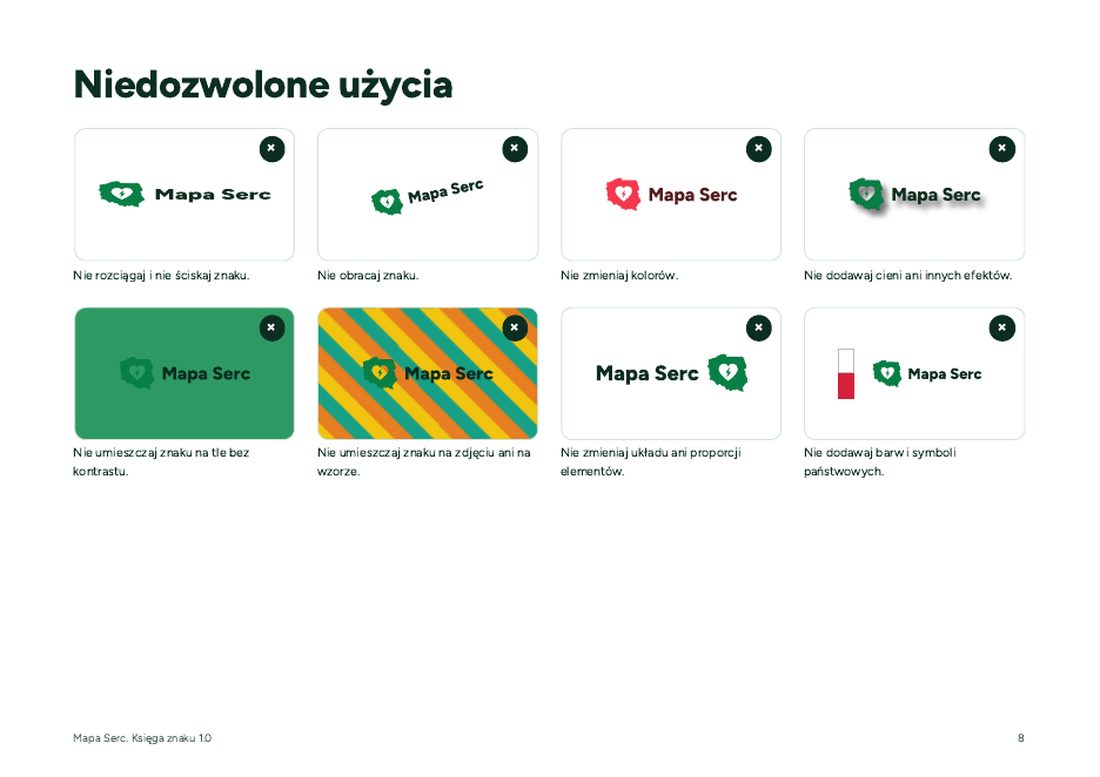 Niedozwolone użycia
Mapa Serc
Mapa Serc
Mapa Serc
Mapa Serc
Nie rozciągaj i nie ściskaj znaku.
Nie obracaj znaku.
Nie zmieniaj kolorów.
Nie dodawaj cieni ani innych efektów.
Mapa Serc
Mapa Serc
Mapa Serc
Mapa Serc
Nie umieszczaj znaku na tle bez
kontrastu.
Nie umieszczaj znaku na zdjęciu ani na
wzorze.
Nie zmieniaj układu ani proporcji
elementów.
Nie dodawaj barw i symboli
państwowych.
Mapa Serc. Księga znaku 1.0
8